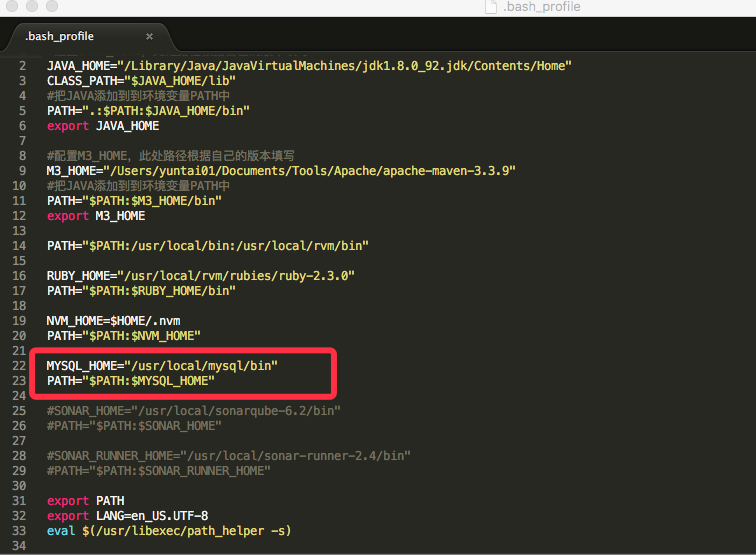 .bash_profile
.bash_profile ×
2 JAVA_HOME="/Library/Java/JavaVirtualMachines/jdk1.8.0_92.jdk/Contents/Home"
3 CLASS_PATH="$JAVA_HOME/lib"
4 #把JAVA添加到到环境变量PATH中
5 PATH=".:$PATH:$JAVA_HOME/bin"
6 export JAVA_HOME
7
8 #配置M3_HOME，此处路径根据自己的版本填写
9 M3_HOME="/Users/yuntai01/Documents/Tools/Apache/apache-maven-3.3.9"
10 #把JAVA添加到到环境变量PATH中
11 PATH="$PATH:$M3_HOME/bin"
12 export M3_HOME
13
14 PATH="$PATH:/usr/local/bin:/usr/local/rvm/bin"
15
16 RUBY_HOME="/usr/local/rvm/rubies/ruby-2.3.0"
17 PATH="$PATH:$RUBY_HOME/bin"
18
19 NVM_HOME=$HOME/.nvm
20 PATH="$PATH:$NVM_HOME"
21
22 MYSQL_HOME="/usr/local/mysql/bin"
23 PATH="$PATH:$MYSQL_HOME"
24
25 #SONAR_HOME="/usr/local/sonarqube-6.2/bin"
26 #PATH="$PATH:$SONAR_HOME"
27
28 #SONAR_RUNNER_HOME="/usr/local/sonar-runner-2.4/bin"
29 #PATH="$PATH:$SONAR_RUNNER_HOME"
30
31 export PATH
32 export LANG=en_US.UTF-8
33 eval $(/usr/libexec/path_helper -s)
34